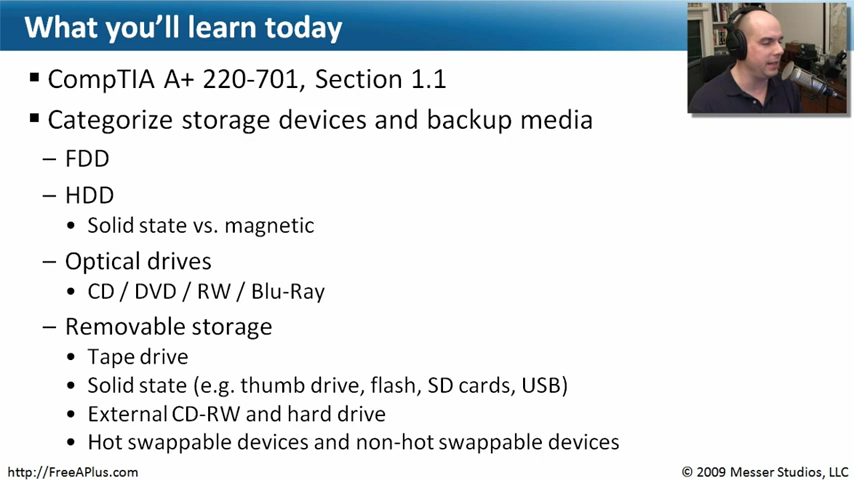 What you'll learn today
▪ CompTIA A+ 220-701, Section 1.1
▪ Categorize storage devices and backup media
– FDD
– HDD
• Solid state vs. magnetic
– Optical drives
• CD / DVD / RW / Blu-Ray
– Removable storage
• Tape drive
• Solid state (e.g. thumb drive, flash, SD cards, USB)
• External CD-RW and hard drive
• Hot swappable devices and non-hot swappable devices
http://FreeAPlus.com
© 2009 Messer Studios, LLC